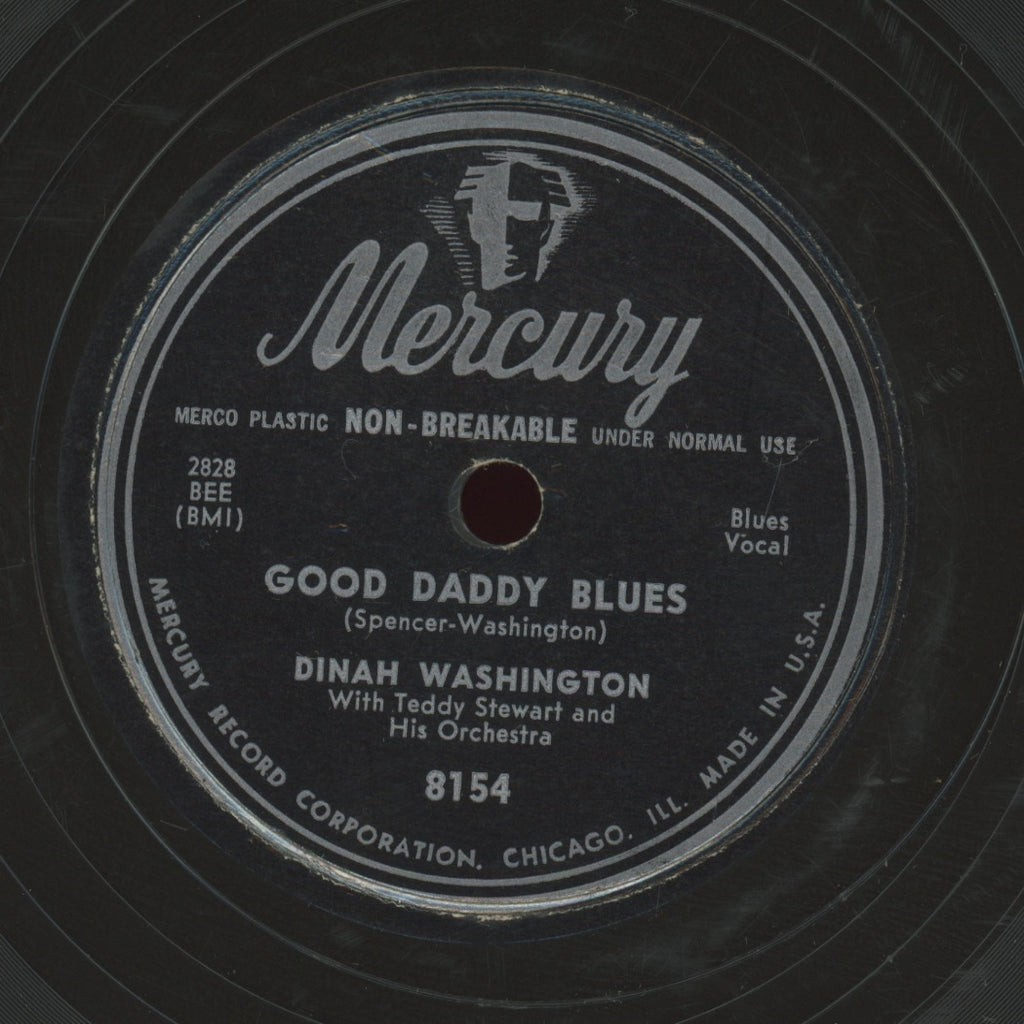 Mercury
MERCO PLASTIC NON-BREAKABLE UNDER NORMAL USE
2828
BEE
(BMI)
Blues
Vocal
GOOD DADDY BLUES
(Spencer-Washington)
DINAH WASHINGTON
With Teddy Stewart and
His Orchestra
8154
MERCURY RECORD CORPORATION. CHICAGO. ILL. MADE IN U.S.A.